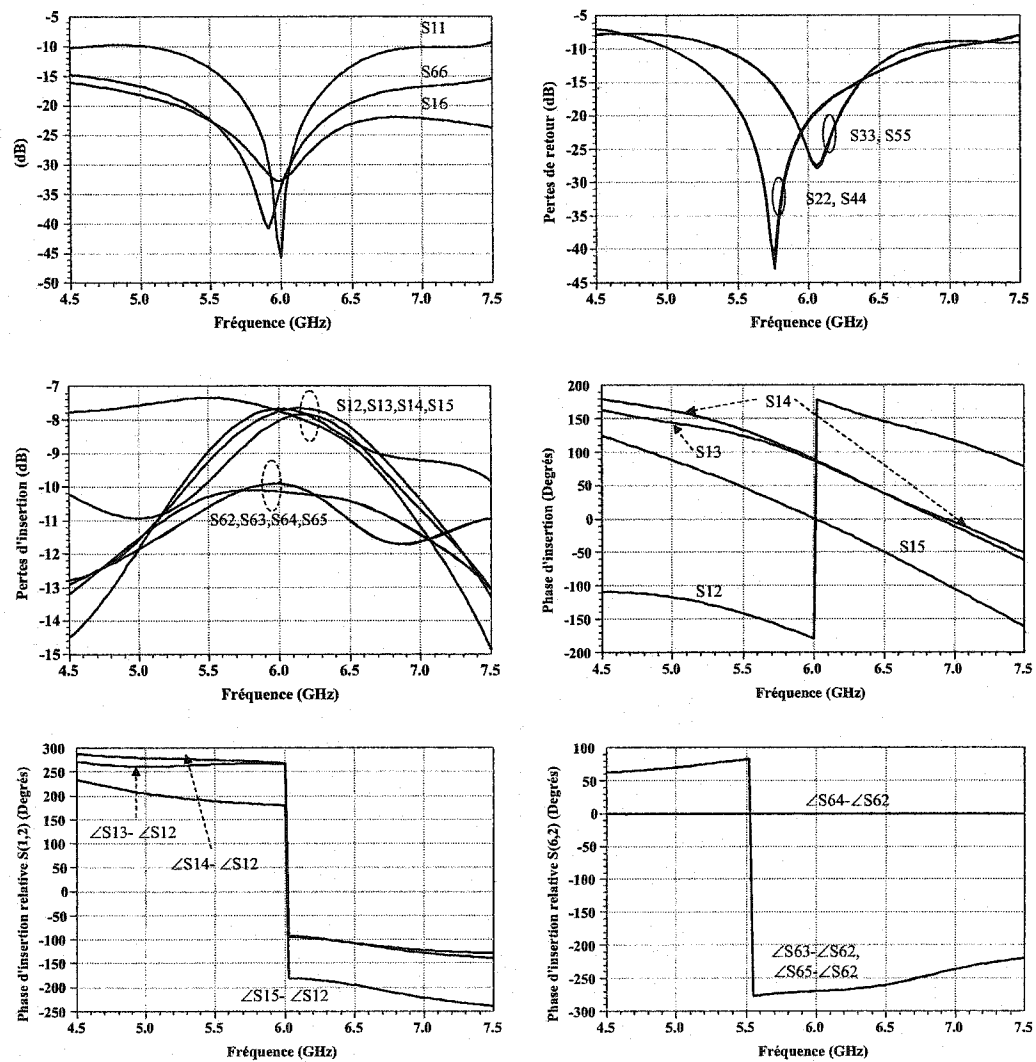 S11
S66
S16
-5
-10
-15
-20
-25
-30
-35
-40
-45
-50
(dB)
4.5 5.0 5.5 6.0 6.5 7.0 7.5
Fréquence (GHz)
-5
-10
-15
-20
-25
-30
-35
-40
-45
Pertes de retour (dB)
S33, S55
S22, S44
4.5 5.0 5.5 6.0 6.5 7.0 7.5
Fréquence (GHz)
-7
-8
-9
-10
-11
-12
-13
-14
-15
Pertes d'insertion (dB)
S12,S13,S14,S15
S62,S63,S64,S65
4.5 5.0 5.5 6.0 6.5 7.0 7.5
Fréquence (GHz)
200
150
100
50
0
-50
-100
-150
-200
Phase d'insertion (Degrés)
S14
S13
S15
S12
4.5 5.0 5.5 6.0 6.5 7.0 7.5
Fréquence (GHz)
300
250
200
150
100
50
0
-50
-100
-150
-200
-250
Phase d'insertion relative S(1,2) (Degrés)
∠S13- ∠S12
∠S14- ∠S12
∠S15- ∠S12
4.5 5.0 5.5 6.0 6.5 7.0 7.5
Fréquence (GHz)
100
50
0
-50
-100
-150
-200
-250
-300
Phase d'insertion relative S(6,2) (Degrés)
∠S64-∠S62
∠S63-∠S62,
∠S65-∠S62
4.5 5.0 5.5 6.0 6.5 7.0 7.5
Fréquence (GHz)